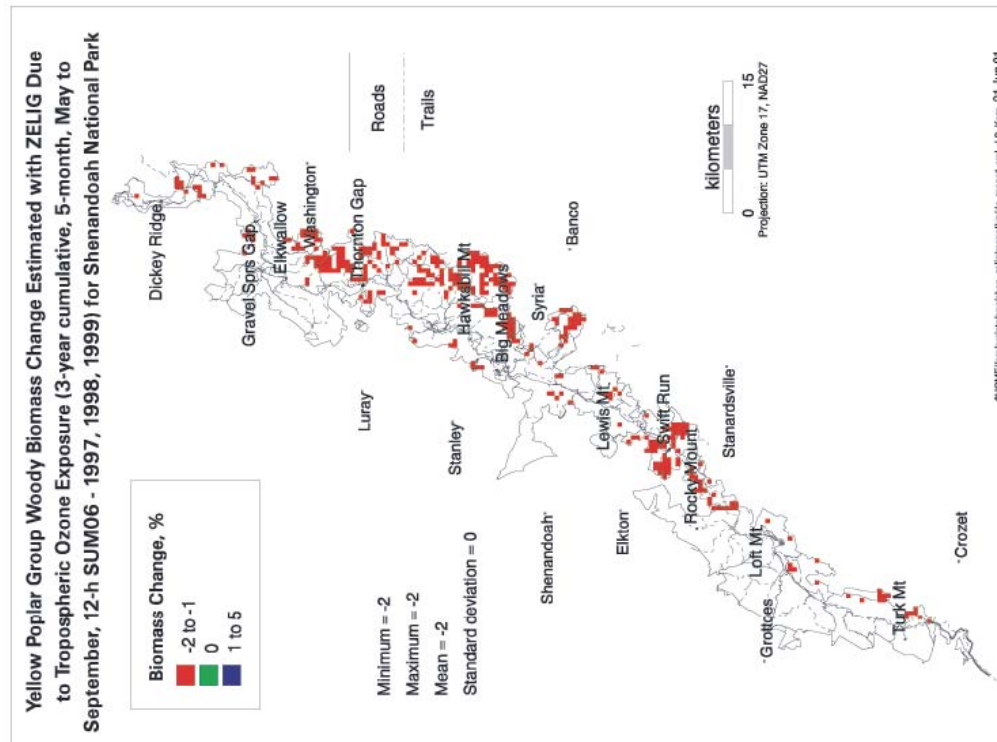 Yellow Poplar Group Woody Biomass Change Estimated with ZELIG Due
to Tropospheric Ozone Exposure (3-year cumulative, 5-month, May to
September, 12-h SUM06 - 1997, 1998, 1999) for Shenandoah National Park
Biomass Change, %
-2 to -1
0
1 to 5
Minimum = -2
Maximum = -2
Mean = -2
Standard deviation = 0
Dickey Ridge
Gravel Sprs Gap
Elkwallow
Washington
Thornton Gap
Luray
Hawksbill Mt
Stanley
Big Meadows
Syria
Banco
Shenandoah
Lewis Mt
Elkton
Swift Run
Rocky Mount
Stanardsville
Loft Mt
Grottoes
Turk Mt
Crozet
Roads
Trails
kilometers
0
15
Projection: UTM Zone 17, NAD27